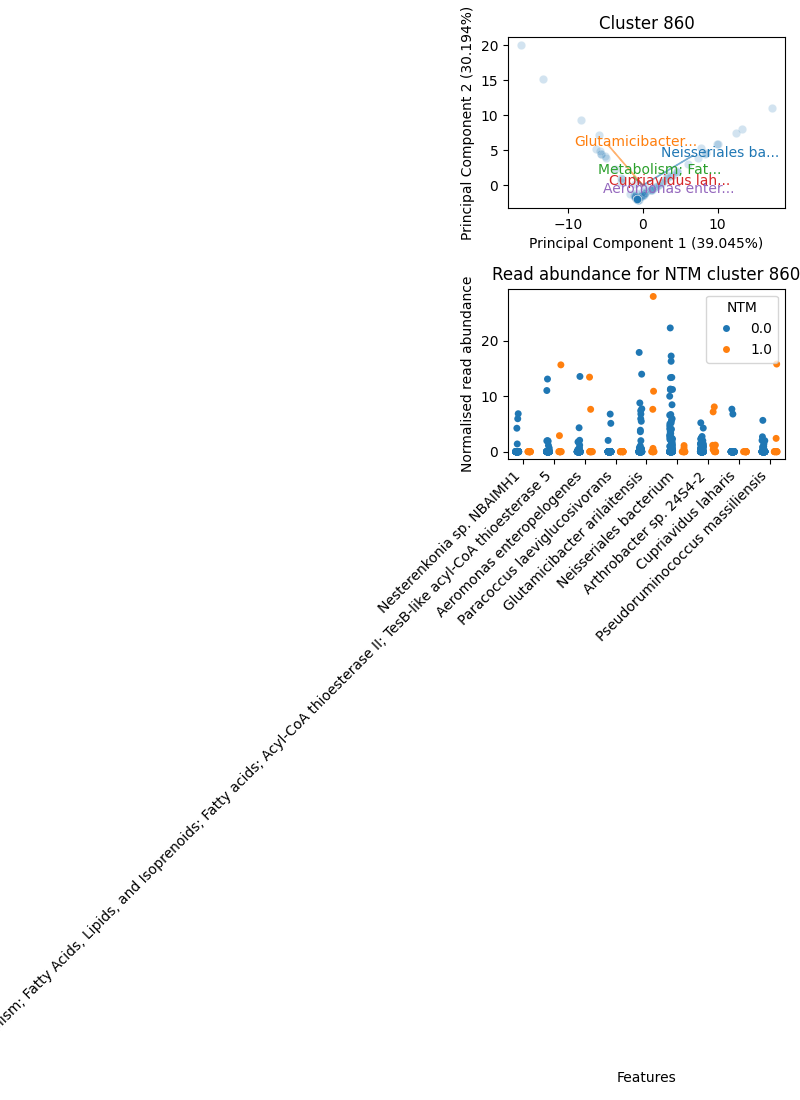 Cluster 860
Principal Component 2 (30.194%)
20
15
10
5
0
Glutamicibacter...
Neisseriales ba...
Metabolism; Fat...
Cupriavidus lah...
Aeromonas enter...
−10
0
10
Principal Component 1 (39.045%)
Read abundance for NTM cluster 860
Normalised read abundance
20
10
0
NTM
0.0
1.0
Nesterenkonia sp. NBAIMH1
lism; Fatty Acids, Lipids, and Isoprenoids; Fatty acids; Acyl-CoA thioesterase II; TesB-like acyl-CoA thioesterase 5
Aeromonas enteropelogenes
Paracoccus laeviglucosivorans
Glutamicibacter arilaitensis
Neisseriales bacterium
Arthrobacter sp. 24S4-2
Cupriavidus laharis
Pseudoruminococcus massiliensis
Features